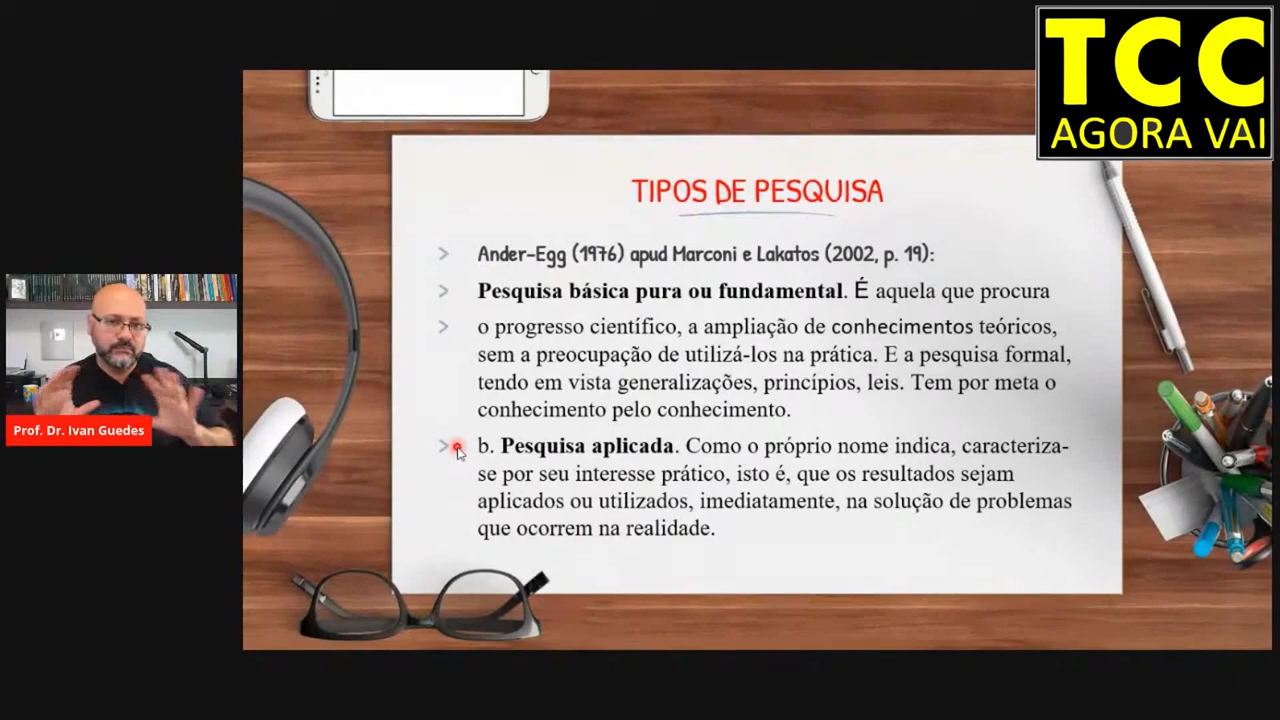 TCC
AGORA VAI
TIPOS DE PESQUISA
Ander-Egg (1976) apud Marconi e Lakatos (2002, p. 19):
Pesquisa básica pura ou fundamental. É aquela que procura
o progresso científico, a ampliação de conhecimentos teóricos,
sem a preocupação de utilizá-los na prática. E a pesquisa formal,
tendo em vista generalizações, princípios, leis. Tem por meta o
conhecimento pelo conhecimento.
b. Pesquisa aplicada. Como o próprio nome indica, caracteriza-
se por seu interesse prático, isto é, que os resultados sejam
aplicados ou utilizados, imediatamente, na solução de problemas
que ocorrem na realidade.
Prof. Dr. Ivan Guedes